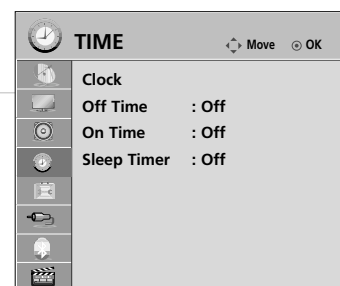 TIME Move OK
Clock
Off Time : Off
On Time : Off
Sleep Timer : Off